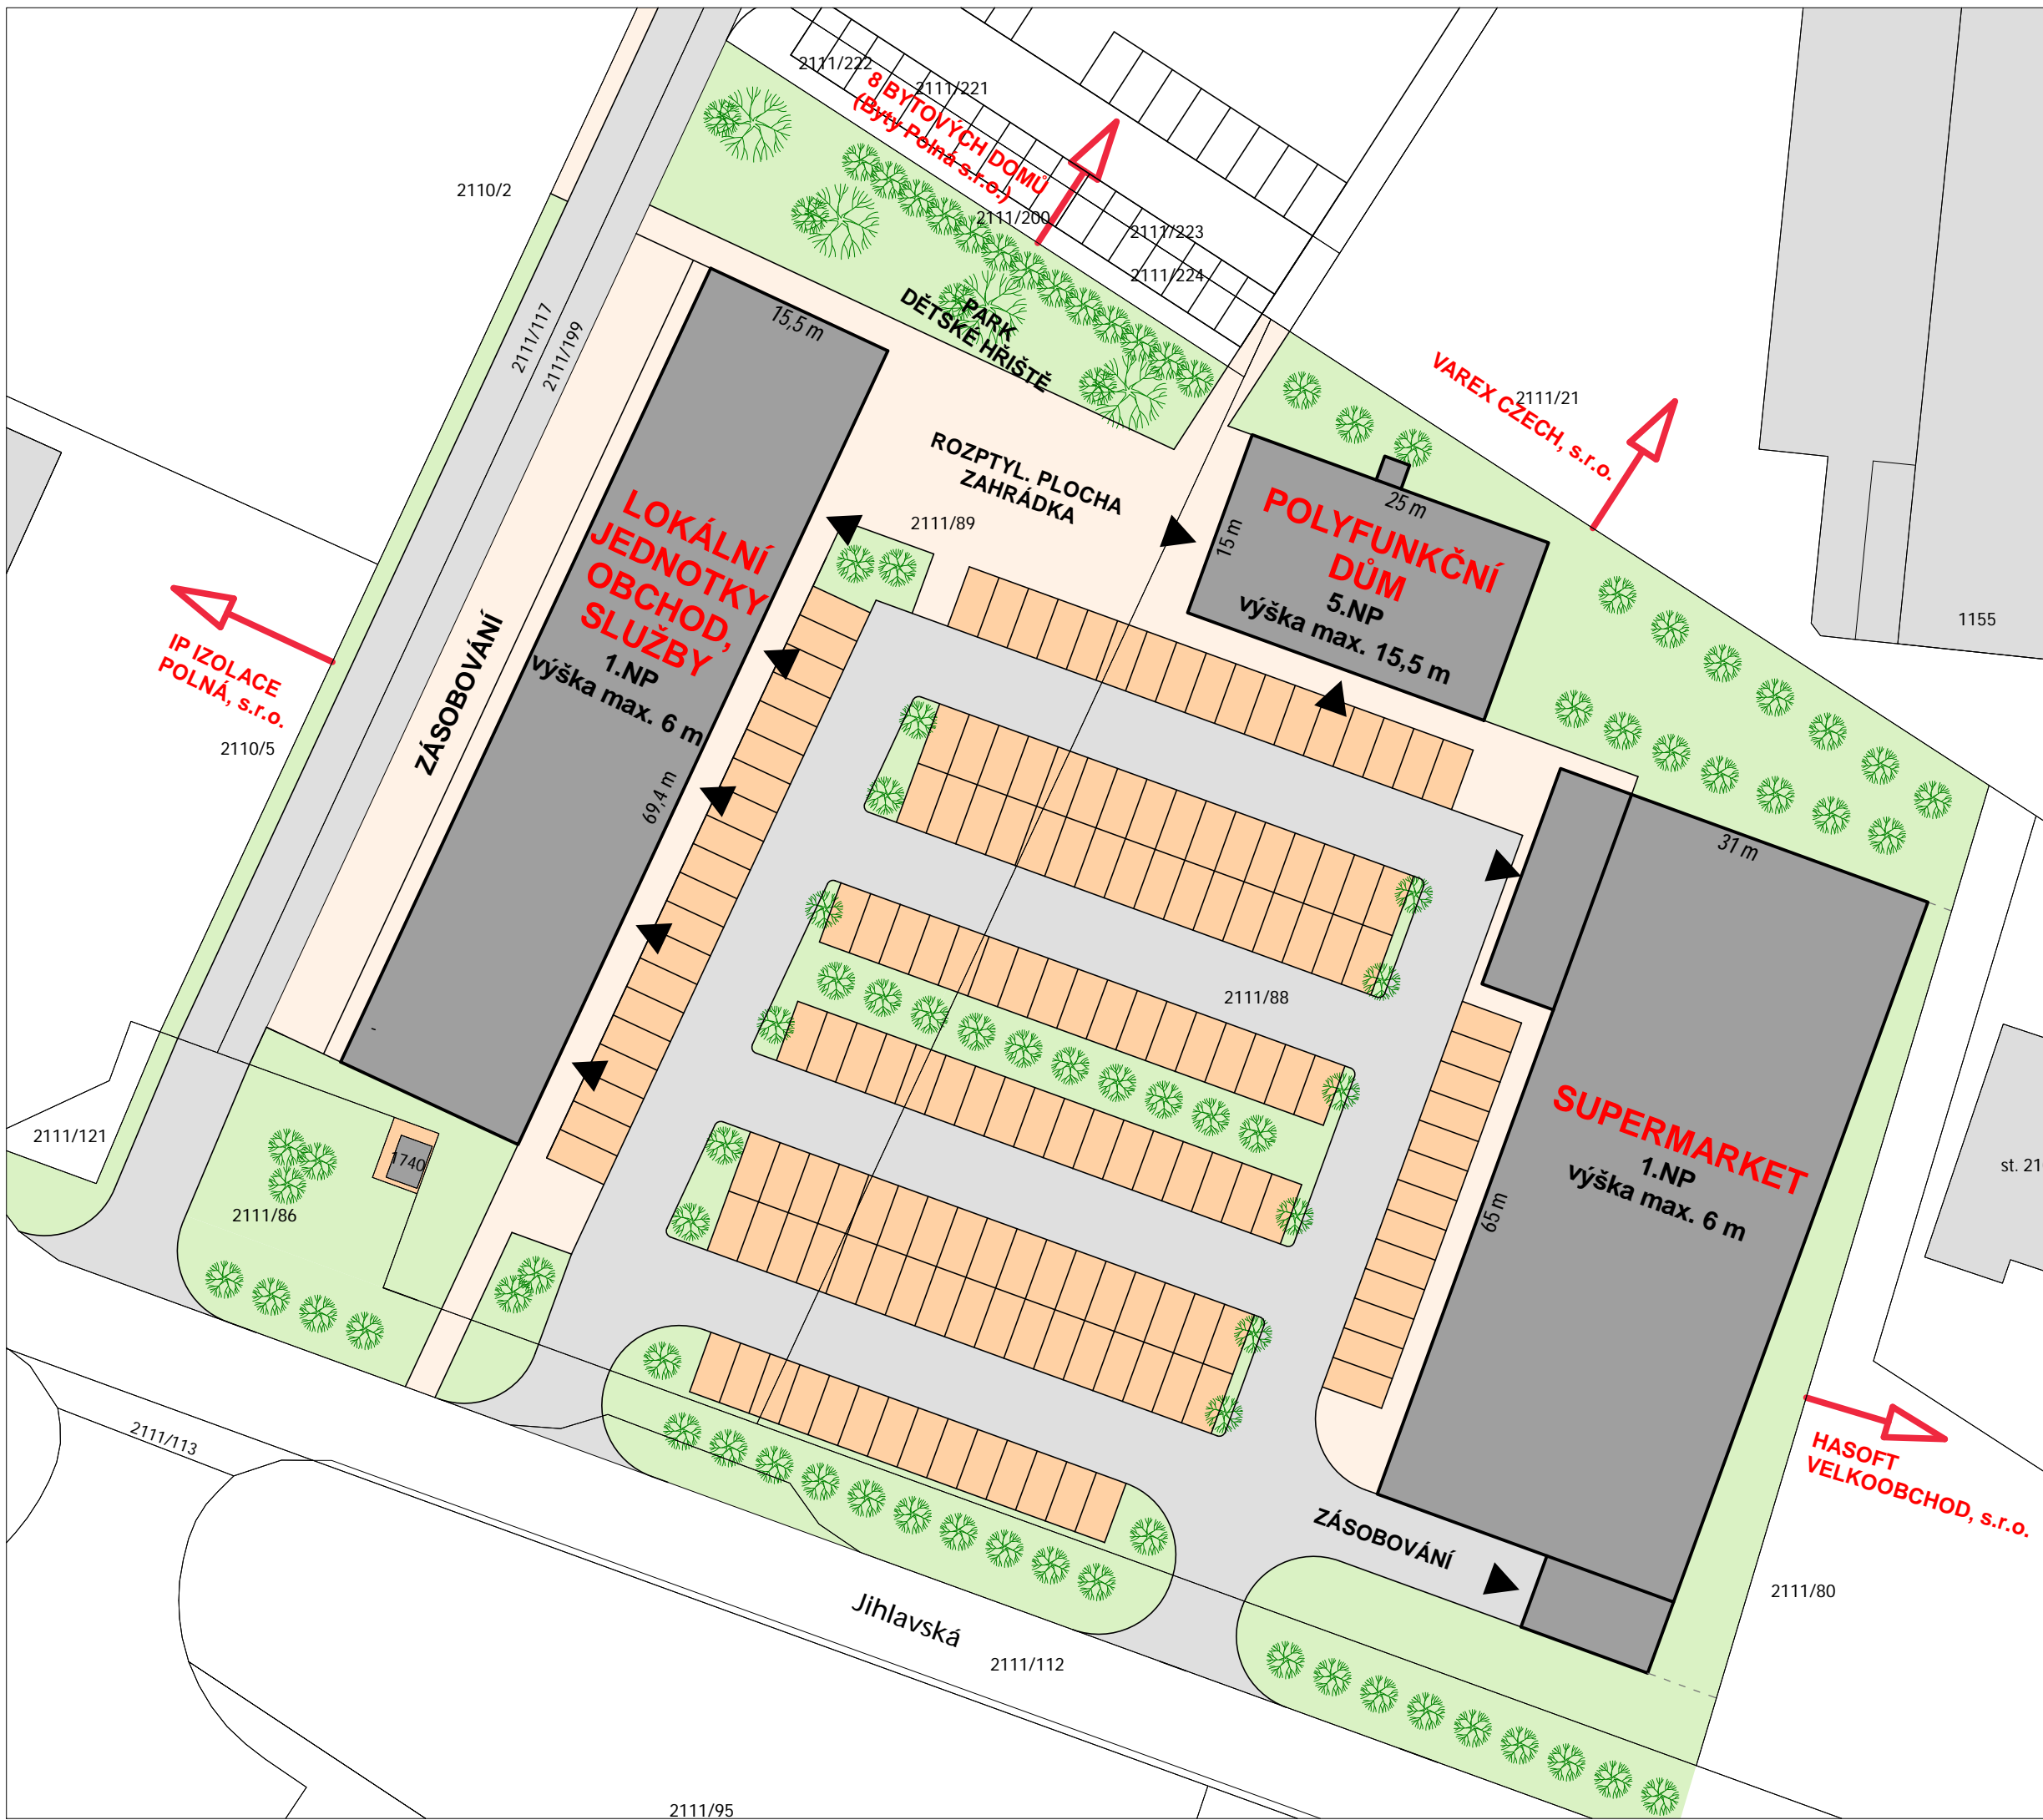 2111/222
2111/221
8 BYTOVÝCH DOMŮ
(Byty Polná s.r.o.)
2111/200
2111/223
2111/224
2110/2
2111/117
2111/199
15,5 m
PARK
DĚTSKÉ HŘIŠTĚ
VAREX CZECH, s.r.o.
2111/21
1155
ROZPTYL. PLOCHA
ZAHRÁDKA
2111/89
25 m
15 m
POLYFUNKČNÍ
DŮM
5.NP
výška max. 15,5 m
LOKÁLNÍ
JEDNOTKY
OBCHOD,
SLUŽBY
1.NP
výška max. 6 m
69,4 m
ZÁSOBOVÁNÍ
IP IZOLACE
POLNÁ, s.r.o.
2110/5
31 m
2111/88
SUPERMARKET
1.NP
výška max. 6 m
65 m
st. 21
2111/121
1740
2111/86
HASOFT
VELKOOBCHOD, s.r.o.
2111/113
ZÁSOBOVÁNÍ
2111/80
Jihlavská
2111/112
2111/95